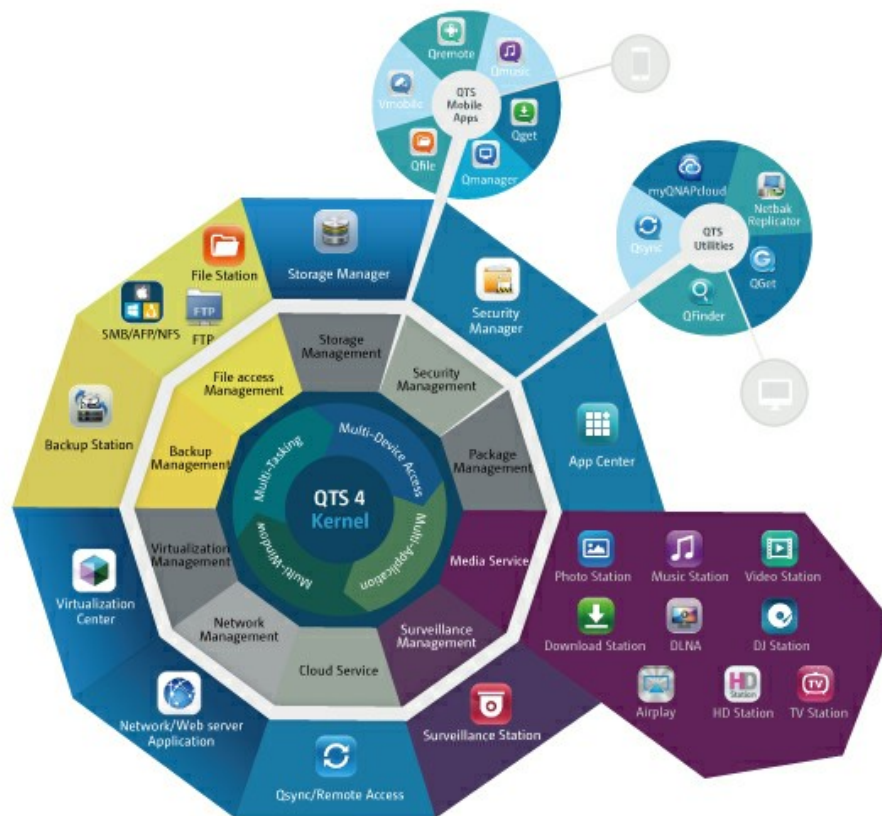 Qremote
Qmusic
Vmobile
QTS
Mobile
Apps
Qget
Qfile
Qmanager
myQNAPcloud
Netbak
Replicator
Qsync
QTS
Utilities
QGet
QFinder
File Station
Storage Manager
SMB/AFP/NFS
FTP
FTP
Security
Manager
Storage
Management
File access
Management
Security
Management
Backup Station
Backup
Management
Multi-Tasking
Multi-Device Access
Package
Management
App Center
QTS 4
Kernel
Virtualization
Management
Multi-Window
Multi-Application
Media Service
Photo Station
Music Station
Video Station
Virtualization
Center
Network
Management
Surveillance
Management
Cloud Service
Download Station
DLNA
DJ Station
Network/Web server
Application
Surveillance Station
HD
Station
TV
Airplay
HD Station
TV Station
Qsync/Remote Access